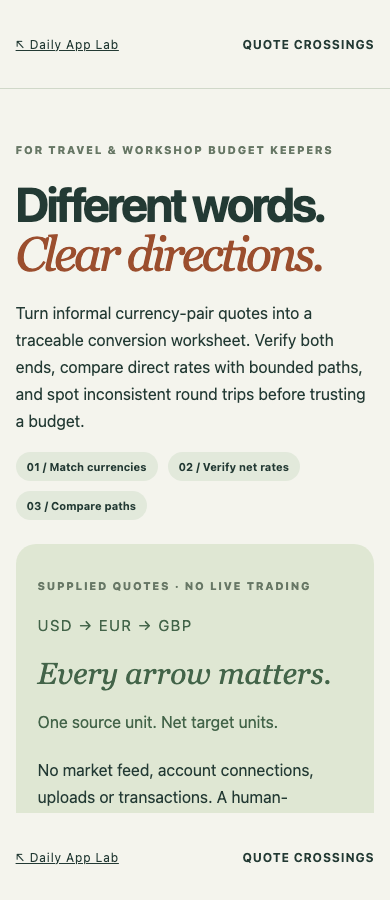 ↖ Daily App Lab QUOTE CROSSINGS
FOR TRAVEL & WORKSHOP BUDGET KEEPERS
Different words.
Clear directions.
Turn informal currency-pair quotes into a
traceable conversion worksheet. Verify both
ends, compare direct rates with bounded paths,
and spot inconsistent round trips before trusting
a budget.
01 / Match currencies 02 / Verify net rates
03 / Compare paths
SUPPLIED QUOTES · NO LIVE TRADING
USD → EUR → GBP
Every arrow matters.
One source unit. Net target units.
No market feed, account connections,
uploads or transactions. A human-
↖ Daily App Lab QUOTE CROSSINGS